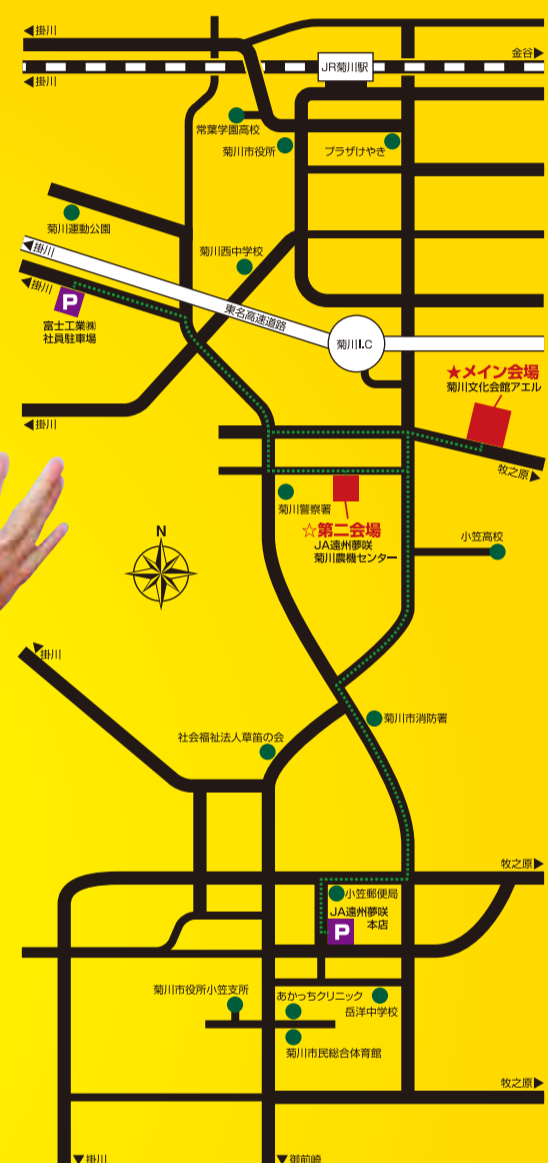 ◀掛川
金谷▶
JR菊川駅
◀掛川
常葉学園高校
菊川市役所
プラザけやき
菊川運動公園
◀掛川
菊川西中学校
◀掛川
P
富士工業㈱
社員駐車場
東名高速道路
菊川I.C
★メイン会場
菊川文化会館アエル
◀掛川
牧之原▶
菊川警察署
☆第二会場
JA遠州夢咲
菊川農機センター
N
小笠高校
◀掛川
菊川市消防署
社会福祉法人草笛の会
牧之原▶
小笠郵便局
JA遠州夢咲
本店
P
菊川市役所小笠支所
あかっちクリニック
岳洋中学校
菊川市民総合体育館
牧之原▶
▼掛川
▼御前崎